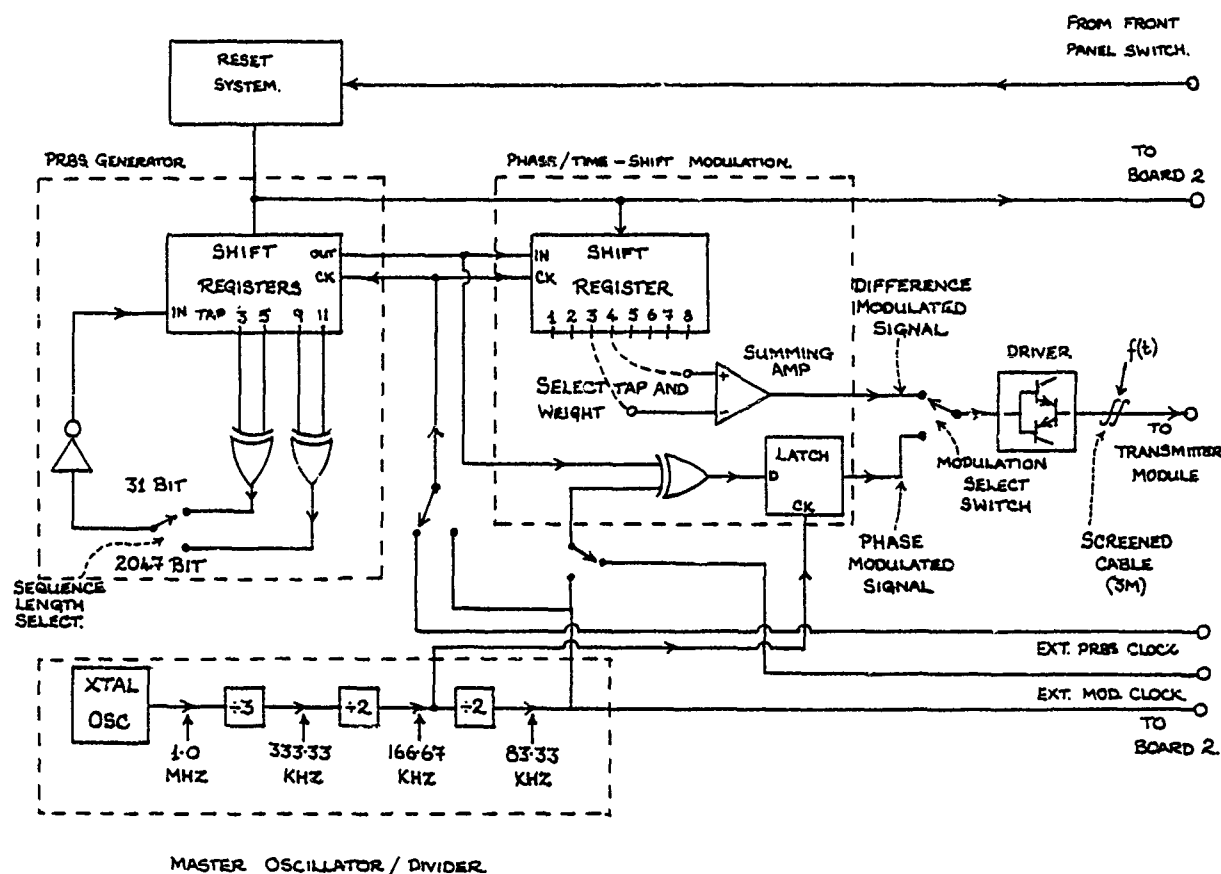 FROM FRONT
PANEL SWITCH.
RESET
SYSTEM.
PRBS GENERATOR
PHASE/TIME-SHIFT MODULATION.
TO
BOARD 2
SHIFT
REGISTERS
OUT
CK
IN TAP 3 5 9 11
IN
CK
SHIFT
REGISTER
1 2 3 4 5 6 7 8
DIFFERENCE
MODULATED
SIGNAL
SUMMING
AMP
DRIVER
f(t)
SELECT TAP AND
WEIGHT
+
-
TO
TRANSMITTER
MODULE
LATCH
D
CK
MODULATION
SELECT
SWITCH
31 BIT
2047 BIT
SEQUENCE
LENGTH
SELECT.
PHASE
MODULATED
SIGNAL
SCREENED
CABLE
(3M)
EXT. PRBS CLOCK
EXT. MOD. CLOCK
XTAL
OSC
÷3
÷2
÷2
1.0
MHZ
333.33
KHZ
166.67
KHZ
83.33
KHZ
TO
BOARD 2.
MASTER OSCILLATOR / DIVIDER